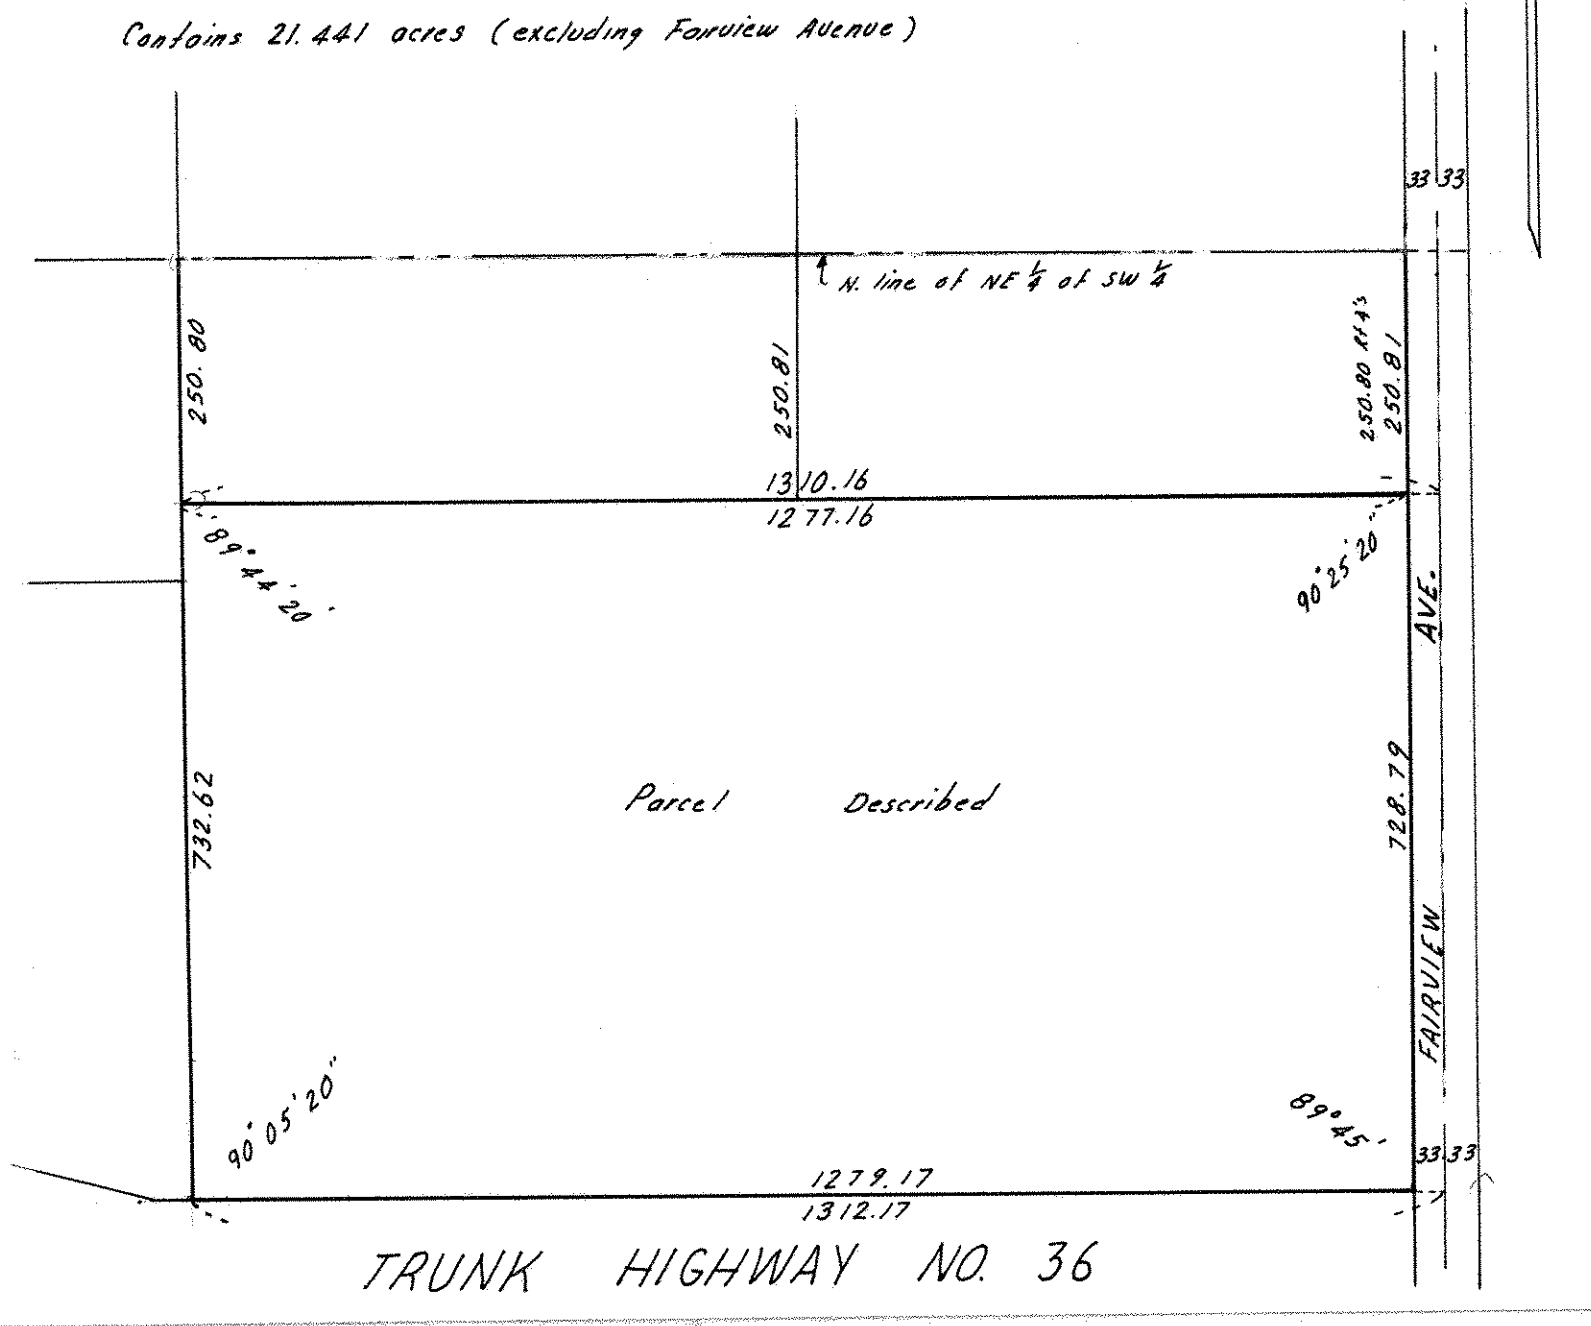 Contains 21.441 acres (excluding Fairview Avenue)
33 33
N. line of NE 1/4 of SW 1/4
250.80
250.81
250.80 Rt ∠'s
250.81
1310.16
1277.16
89° 44' 20"
90° 25' 20"
AVE.
732.62
Parcel Described
728.79
FAIRVIEW
90° 05' 20"
89° 45'
33 33
1279.17
1312.17
TRUNK HIGHWAY NO. 36